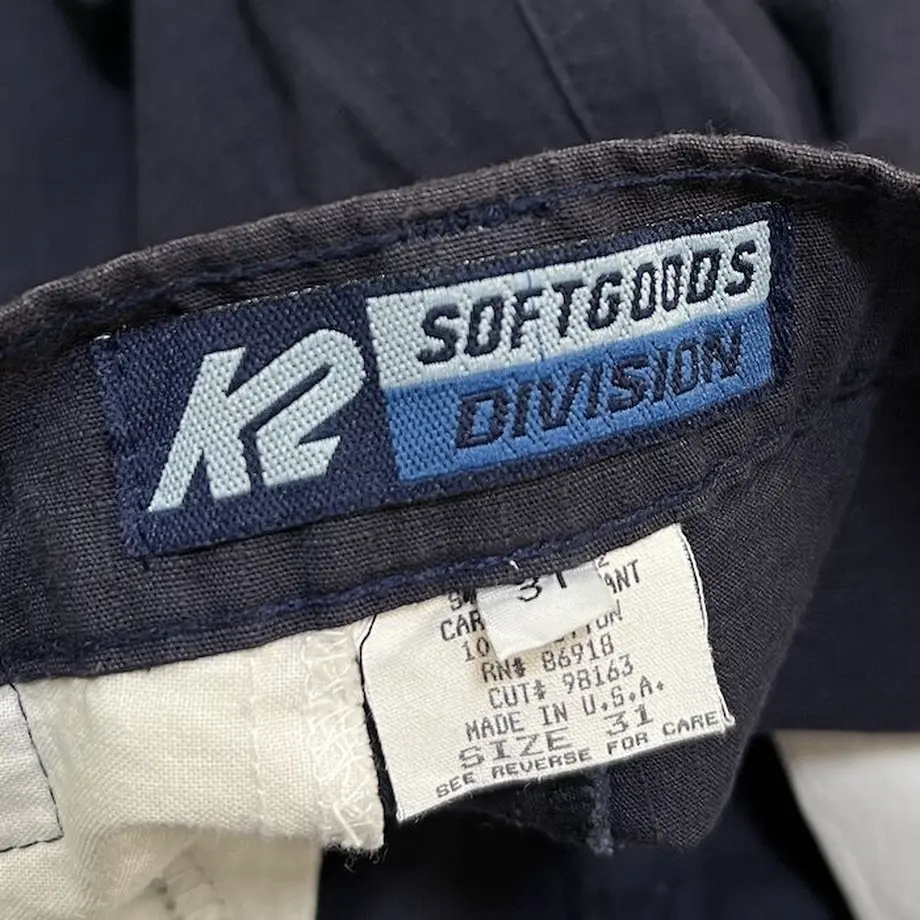 K2
SOFTGOODS
DIVISION
31
RN# 86918
CUT# 98163
MADE IN U.S.A.
SIZE 31
SEE REVERSE FOR CARE